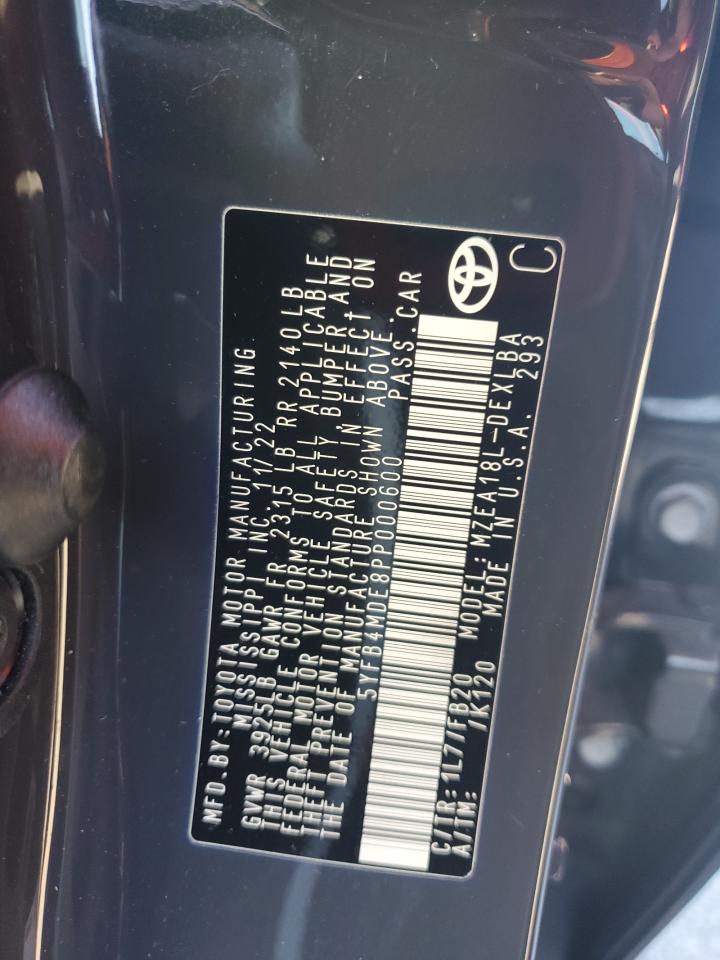 MFD.BY:TOYOTA MOTOR MANUFACTURING
MISSISSIPPI INC. 11/22
GVWR 3925LB GAWR FR 2315 LB RR 2140LB
THIS VEHICLE CONFORMS TO ALL APPLICABLE
FEDERAL MOTOR VEHICLE SAFETY BUMPER AND
THEFT PREVENTION STANDARDS IN EFFECT ON
THE DATE OF MANUFACTURE SHOWN ABOVE.
5YFB4MDE8PP000600 PASS.CAR
C/TR: 1L7/FB20 MODEL: MZEA18L-DEXLBA
A/TM: /K120 MADE IN U.S.A. 293
C